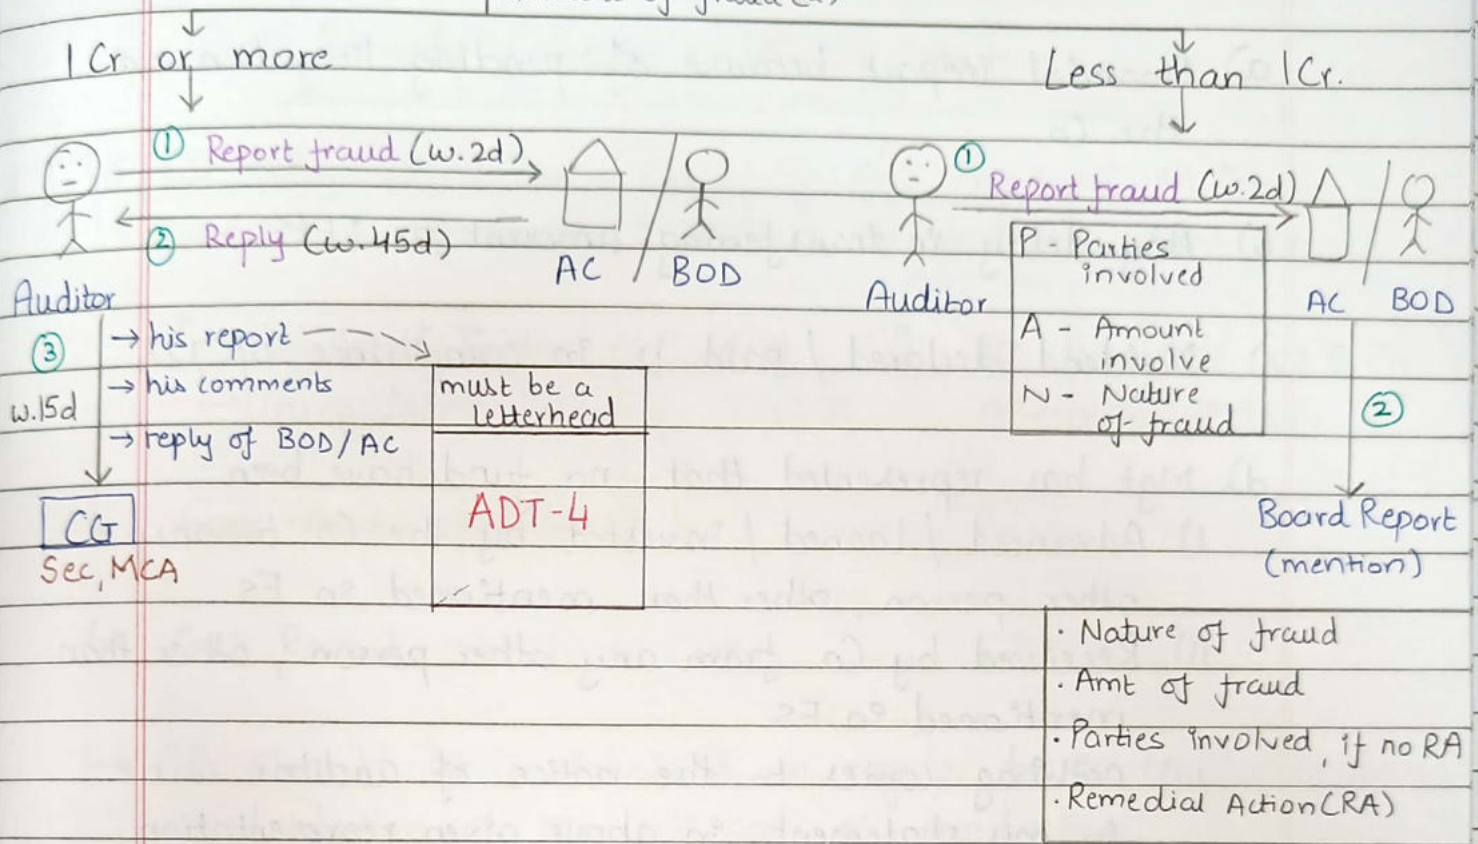 1 Cr or more
Less than 1 Cr.
① Report fraud (w.2d)
② Reply (w.45d)
Auditor
AC / BOD
③
w.15d
→ his report
→ his comments
→ reply of BOD/AC
must be a
letterhead
ADT-4
CG
Sec, MCA
①
Report fraud (w.2d)
Auditor
P - Parties
involved
A - Amount
involve
N - Nature
of fraud
AC / BOD
②
Board Report
(mention)
· Nature of fraud
· Amt of fraud
· Parties involved, if no RA
· Remedial Action (RA)